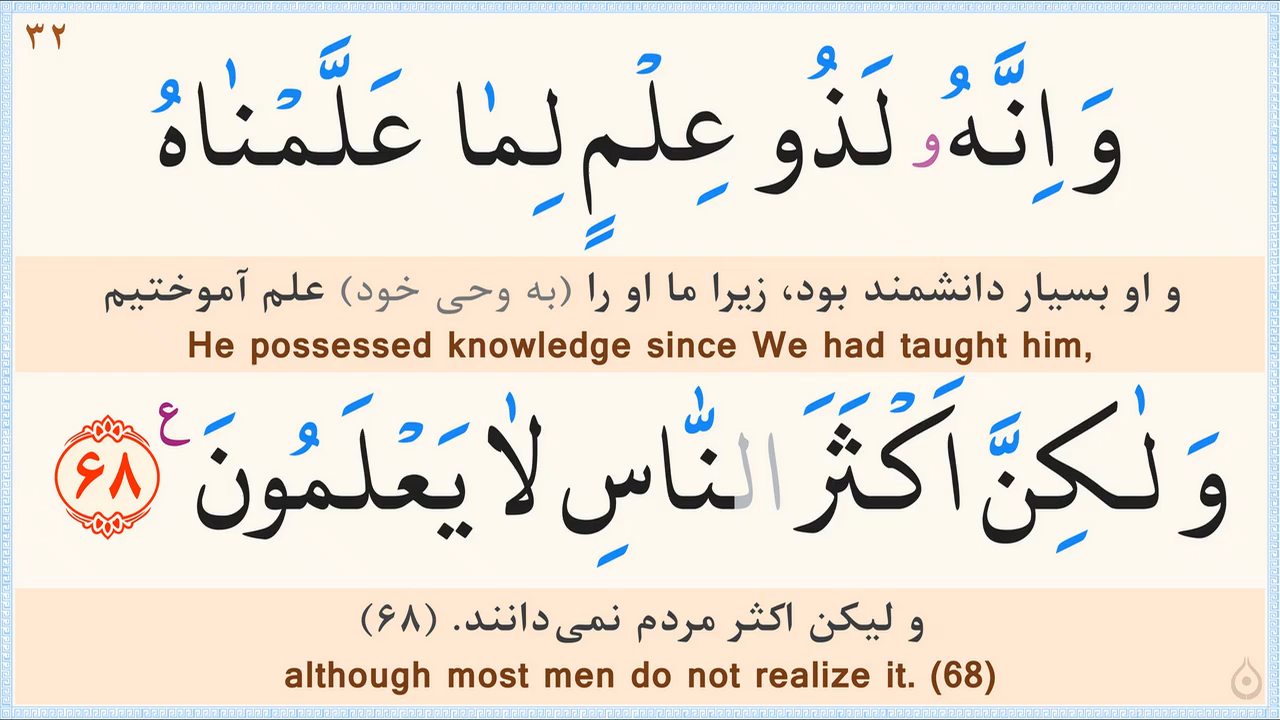 ۳۲
وَ اِنَّهُ و لَذُو عِلْمٍ لِمٰا عَلَّمْنٰاهُ
و او بسیار دانشمند بود، زیرا ما او را (به وحی خود) علم آموختیم
He possessed knowledge since We had taught him,
وَ لٰكِنَّ اَكْثَرَ النّٰاسِ لاٰ يَعْلَمُونَ ع ۶۸
و لیکن اکثر مردم نمی‌دانند. (۶۸)
although most men do not realize it. (68)